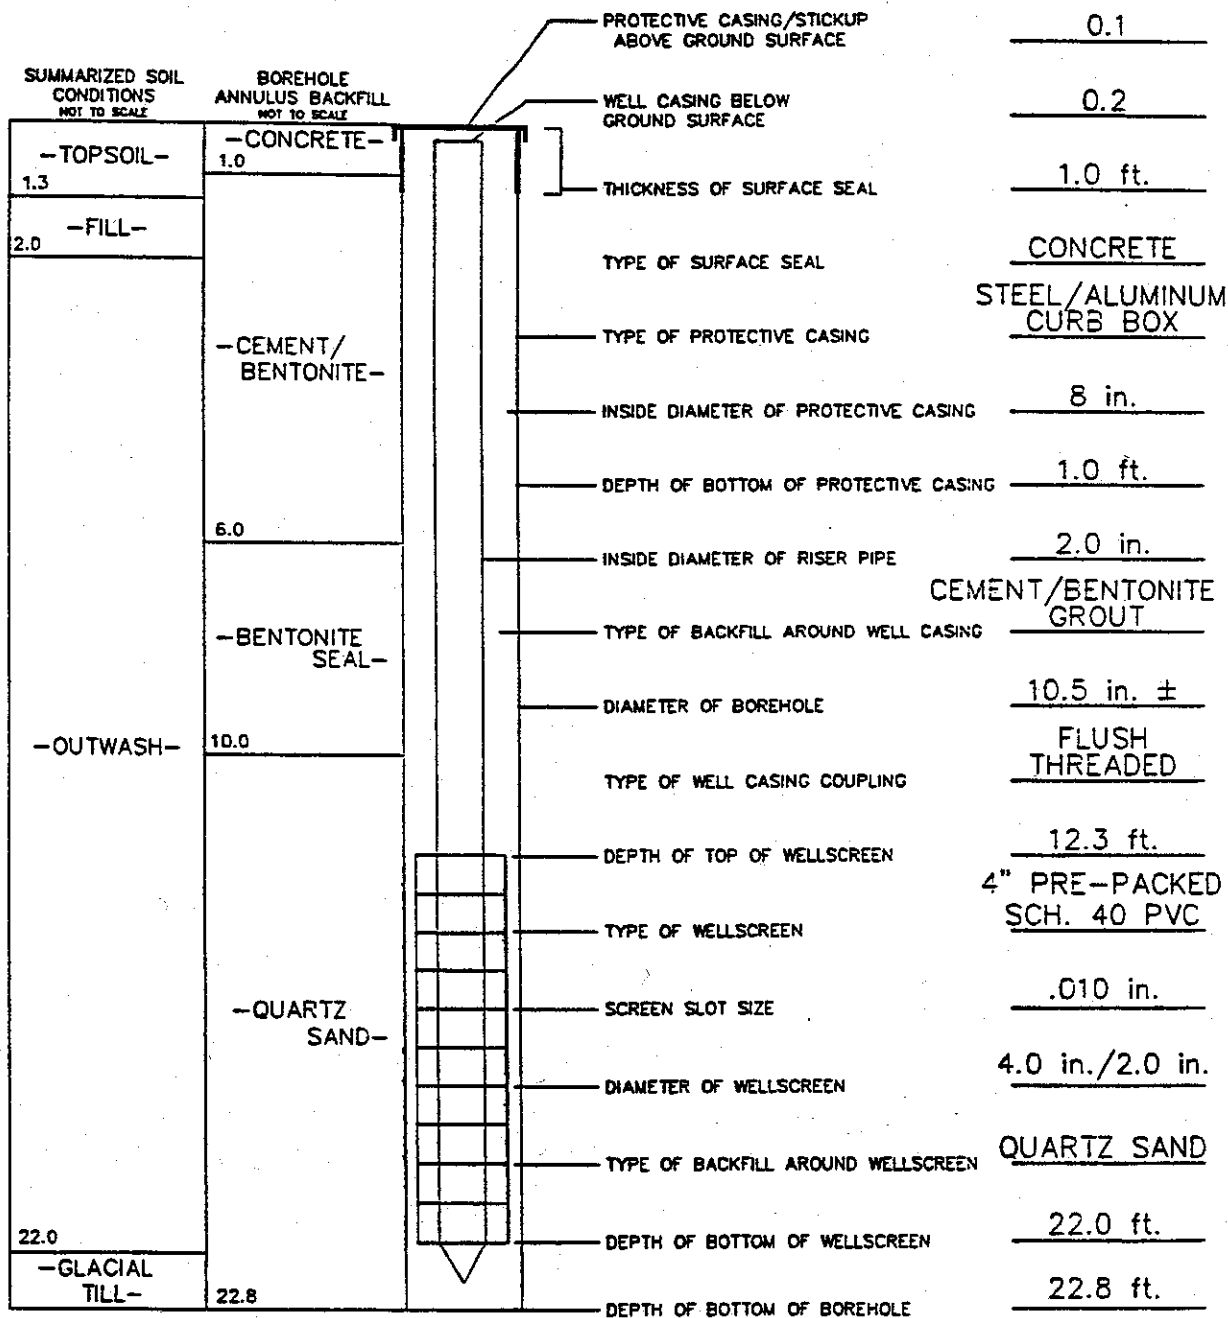 PROTECTIVE CASING/STICKUP
ABOVE GROUND SURFACE
0.1
SUMMARIZED SOIL
CONDITIONS
NOT TO SCALE
BOREHOLE
ANNULUS BACKFILL
NOT TO SCALE
WELL CASING BELOW
GROUND SURFACE
0.2
-CONCRETE-
1.0
-TOPSOIL-
1.3
THICKNESS OF SURFACE SEAL
1.0 ft.
-FILL-
2.0
TYPE OF SURFACE SEAL
CONCRETE
STEEL/ALUMINUM
CURB BOX
TYPE OF PROTECTIVE CASING
-CEMENT/
BENTONITE-
INSIDE DIAMETER OF PROTECTIVE CASING
8 in.
DEPTH OF BOTTOM OF PROTECTIVE CASING
1.0 ft.
6.0
INSIDE DIAMETER OF RISER PIPE
2.0 in.
CEMENT/BENTONITE
GROUT
TYPE OF BACKFILL AROUND WELL CASING
-BENTONITE
SEAL-
DIAMETER OF BOREHOLE
10.5 in. ±
-OUTWASH-
10.0
FLUSH
THREADED
TYPE OF WELL CASING COUPLING
DEPTH OF TOP OF WELLSCREEN
12.3 ft.
4" PRE-PACKED
SCH. 40 PVC
TYPE OF WELLSCREEN
-QUARTZ
SAND-
SCREEN SLOT SIZE
.010 in.
DIAMETER OF WELLSCREEN
4.0 in./2.0 in.
TYPE OF BACKFILL AROUND WELLSCREEN
QUARTZ SAND
22.0
DEPTH OF BOTTOM OF WELLSCREEN
22.0 ft.
-GLACIAL
TILL-
22.8
DEPTH OF BOTTOM OF BOREHOLE
22.8 ft.